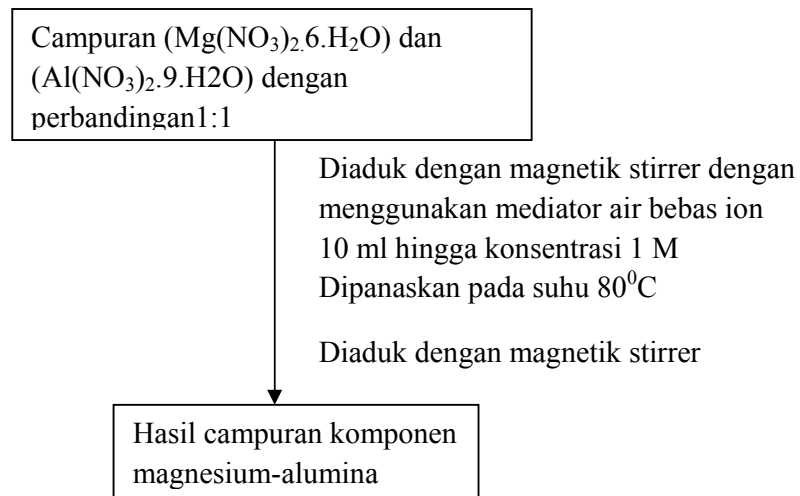 Campuran (Mg(NO₃)₂.6.H₂O) dan
(Al(NO₃)₂.9.H2O) dengan
perbandingan1:1
Diaduk dengan magnetik stirrer dengan
menggunakan mediator air bebas ion
10 ml hingga konsentrasi 1 M
Dipanaskan pada suhu 80⁰C
Diaduk dengan magnetik stirrer
Hasil campuran komponen
magnesium-alumina